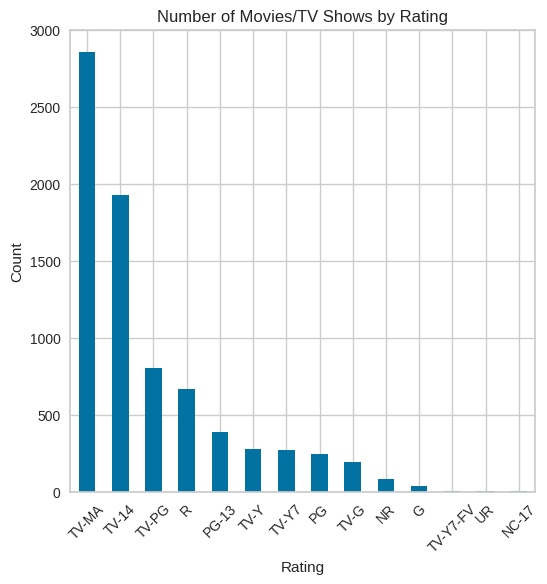 Number of Movies/TV Shows by Rating
3000
2500
2000
1500
1000
500
0
Count
TV-MA
TV-14
TV-PG
R
PG-13
TV-Y
TV-Y7
PG
TV-G
NR
G
TV-Y7-FV
UR
NC-17
Rating